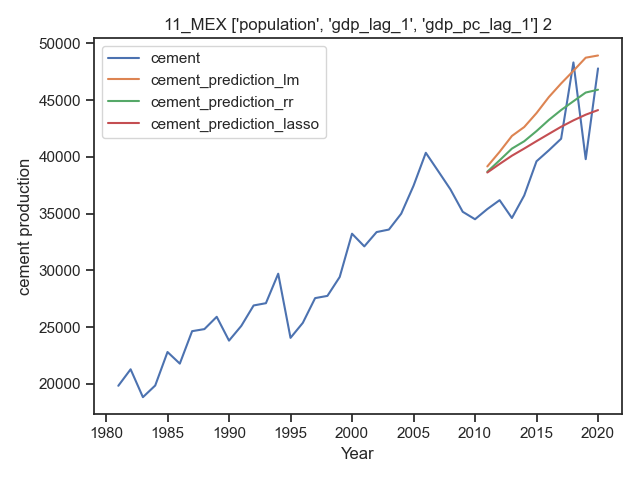 11_MEX ['population', 'gdp_lag_1', 'gdp_pc_lag_1'] 2
50000
45000
40000
35000
30000
25000
20000
cement production
cement
cement_prediction_lm
cement_prediction_rr
cement_prediction_lasso
1980 1985 1990 1995 2000 2005 2010 2015 2020
Year